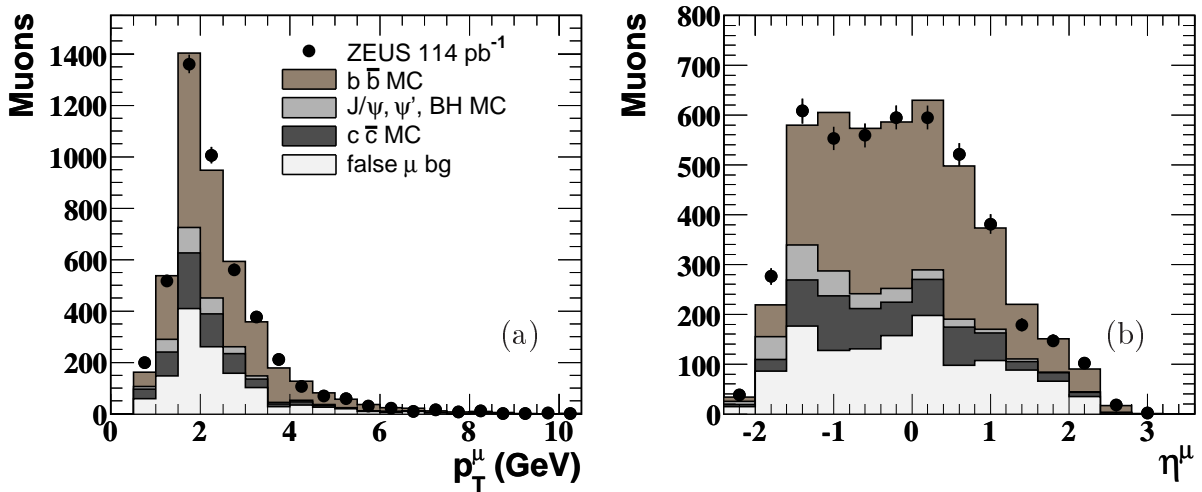 Muons
1400
1200
1000
800
600
400
200
0
ZEUS 114 pb⁻¹
b b̅ MC
J/ψ, ψ', BH MC
c c̅ MC
false μ bg
(a)
0 2 4 6 8 10
p_T^μ (GeV)
Muons
800
700
600
500
400
300
200
100
0
(b)
-2 -1 0 1 2 3
η^μ